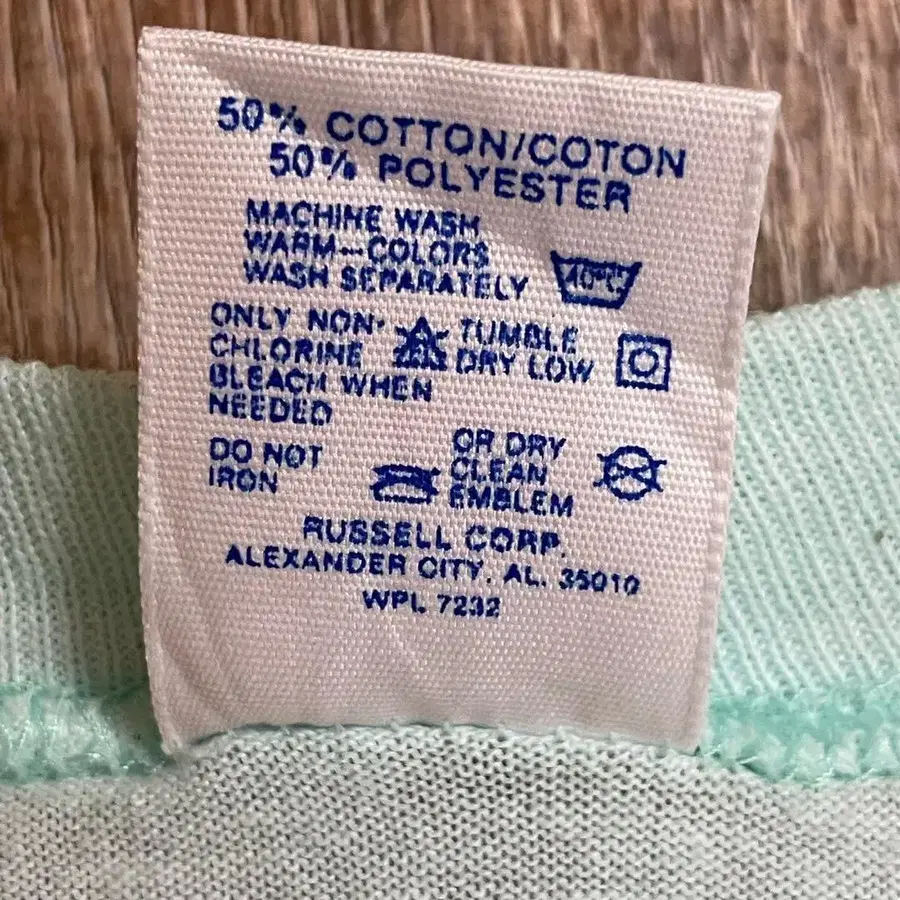 50% COTTON/COTON
50% POLYESTER
MACHINE WASH
WARM—COLORS
WASH SEPARATELY
40°C
ONLY NON-
CHLORINE
BLEACH WHEN
NEEDED
TUMBLE
DRY LOW
DO NOT
IRON
OR DRY
CLEAN
EMBLEM
RUSSELL CORP.
ALEXANDER CITY, AL. 35010
WPL 7232